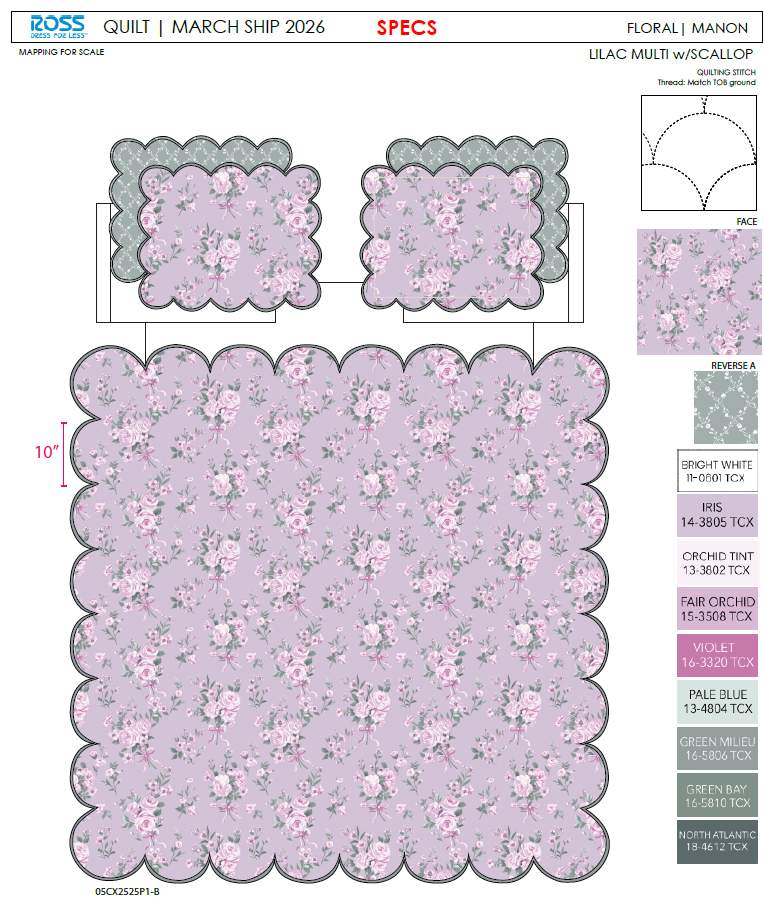 ROSS
DRESS FOR LESS
QUILT | MARCH SHIP 2026
SPECS
FLORAL| MANON
MAPPING FOR SCALE
LILAC MULTI w/SCALLOP
QUILTING STITCH
Thread: Match TOB ground
FACE
REVERSE A
10”
BRIGHT WHITE
11-0601 TCX
IRIS
14-3805 TCX
ORCHID TINT
13-3802 TCX
FAIR ORCHID
15-3508 TCX
VIOLET
16-3320 TCX
PALE BLUE
13-4804 TCX
GREEN MILIEU
16-5806 TCX
GREEN BAY
16-5810 TCX
NORTH ATLANTIC
18-4612 TCX
05CX2525P1-B